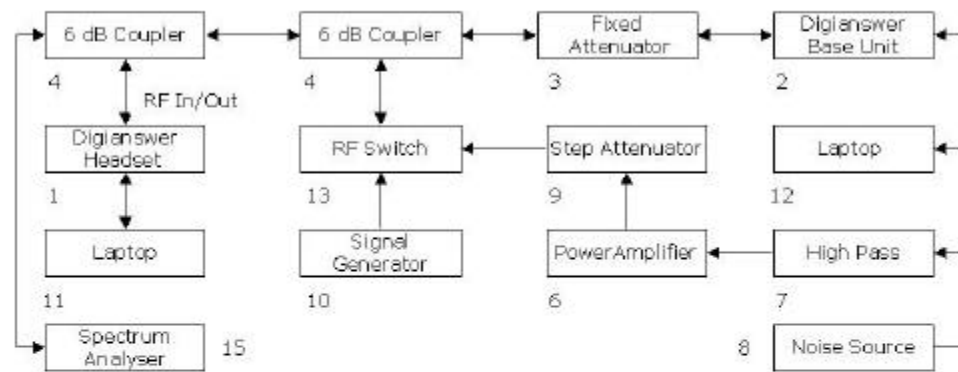 6 dB Coupler
6 dB Coupler
Fixed
Attenuator
Digianswer
Base Unit
4
4
3
2
RF In/Out
Digianswer
Headset
RF Switch
Step Attenuator
Laptop
1
13
9
12
Laptop
Signal
Generator
PowerAmplifier
High Pass
11
10
6
7
Spectrum
Analyser
15
8
Noise Source